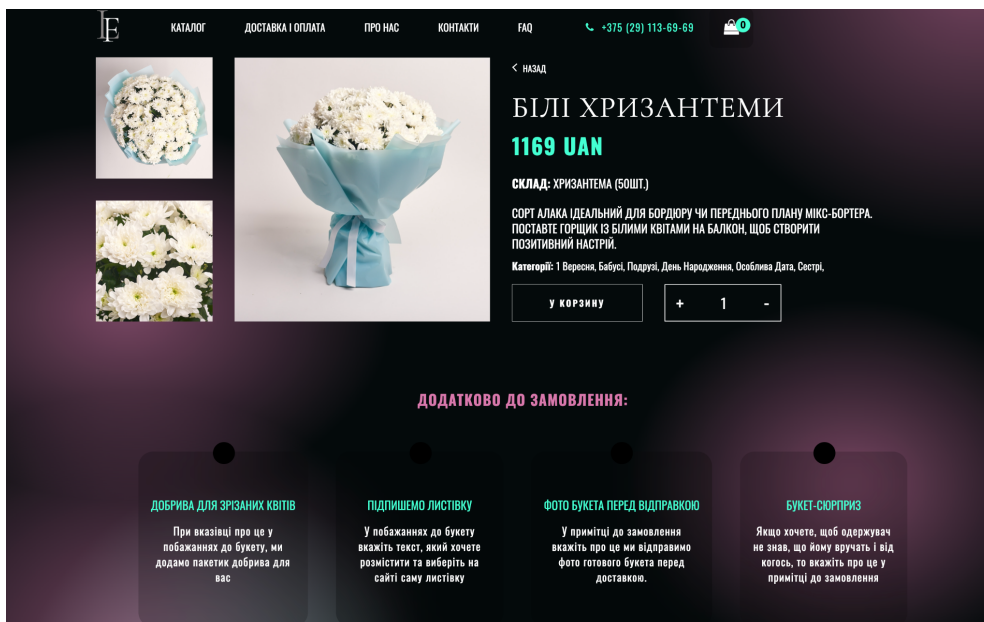 LF
КАТАЛОГ
ДОСТАВКА І ОПЛАТА
ПРО НАС
КОНТАКТИ
FAQ
+375 (29) 113-69-69
0
НАЗАД
БІЛІ ХРИЗАНТЕМИ
1169 UAN
СКЛАД: ХРИЗАНТЕМА (50ШТ.)
СОРТ АЛАКА ІДЕАЛЬНИЙ ДЛЯ БОРДЮРУ ЧИ ПЕРЕДНЬОГО ПЛАНУ МІКС-БОРТЕРА.
ПОСТАВТЕ ГОРЩИК ІЗ БІЛИМИ КВІТАМИ НА БАЛКОН, ЩОБ СТВОРИТИ
ПОЗИТИВНИЙ НАСТРІЙ.
Категорії: 1 Вересня, Бабусі, Подрузі, День Народження, Особлива Дата, Сестрі,
У КОРЗИНУ
+ 1 -
ДОДАТКОВО ДО ЗАМОВЛЕННЯ:
ДОБРИВА ДЛЯ ЗРІЗАНИХ КВІТІВ
При вказівці про це у
побажаннях до букету, ми
додамо пакетик добрива для
вас
ПІДПИШЕМО ЛИСТІВКУ
У побажаннях до букету
вкажіть текст, який хочете
розмістити та виберіть на
сайті саму листівку
ФОТО БУКЕТА ПЕРЕД ВІДПРАВКОЮ
У примітці до замовлення
вкажіть про це ми відправимо
фото готового букета перед
доставкою.
БУКЕТ-СЮРПРИЗ
Якщо хочете, щоб одержувач
не знав, що йому вручать і від
когось, то вкажіть про це у
примітці до замовлення